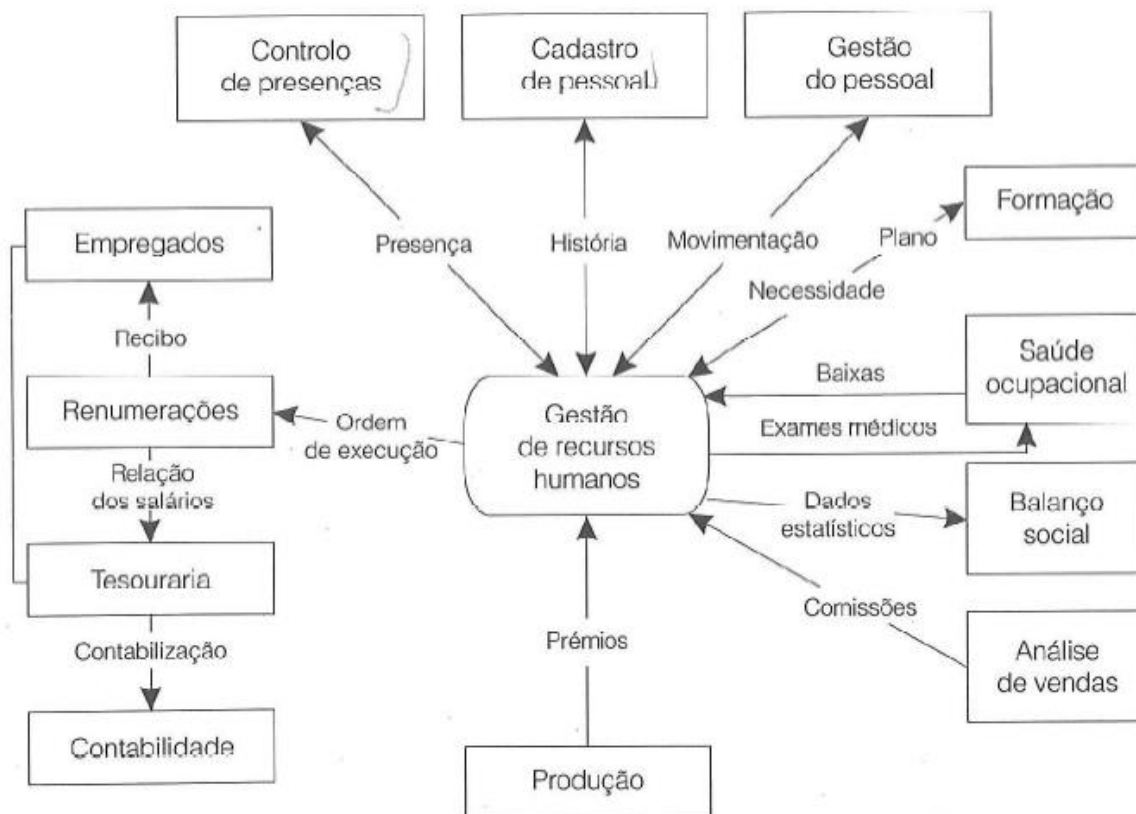 Controlo
de presenças
Cadastro
de pessoal
Gestão
do pessoal
Formação
Empregados
Presença
História
Movimentação
Plano
Necessidade
Recibo
Saúde
ocupacional
Baixas
Renumerações
Ordem
de execução
Gestão
de recursos
humanos
Exames médicos
Relação
dos salários
Dados
estatísticos
Balanço
social
Tesouraria
Comissões
Contabilização
Prémios
Análise
de vendas
Contabilidade
Produção